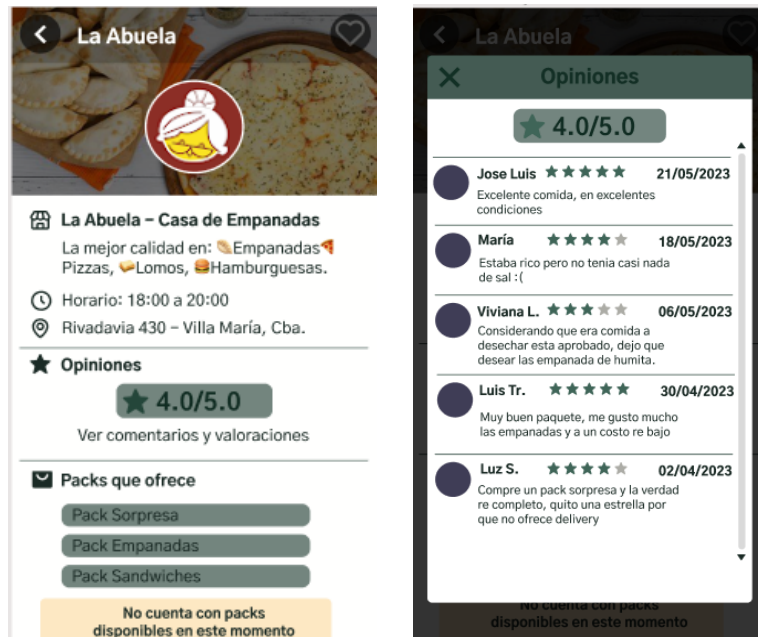 La Abuela
La Abuela – Casa de Empanadas
La mejor calidad en: Empanadas
Pizzas, Lomos, Hamburguesas.
Horario: 18:00 a 20:00
Rivadavia 430 – Villa María, Cba.
Opiniones
4.0/5.0
Ver comentarios y valoraciones
Packs que ofrece
Pack Sorpresa
Pack Empanadas
Pack Sandwiches
No cuenta con packs
disponibles en este momento
La Abuela
Opiniones
4.0/5.0
Jose Luis 21/05/2023
Excelente comida, en excelentes
condiciones
María 18/05/2023
Estaba rico pero no tenia casi nada
de sal :(
Viviana L. 06/05/2023
Considerando que era comida a
desechar esta aprobado, dejo que
desear las empanada de humita.
Luis Tr. 30/04/2023
Muy buen paquete, me gusto mucho
las empanadas y a un costo re bajo
Luz S. 02/04/2023
Compre un pack sorpresa y la verdad
re completo, quito una estrella por
que no ofrece delivery
No cuenta con packs
disponibles en este momento